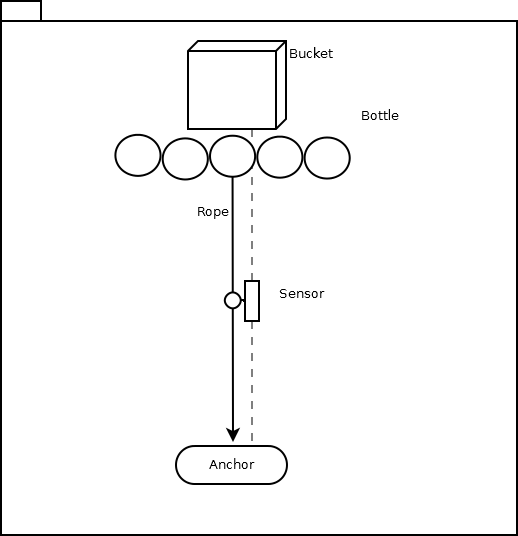 Bucket
Bottle
Rope
Sensor
Anchor